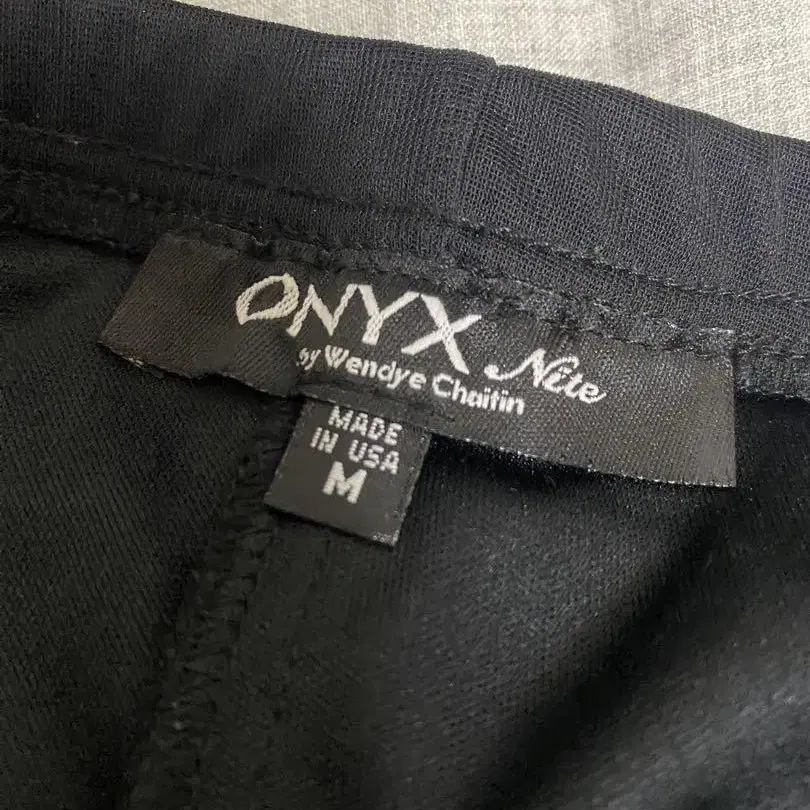 ONYX Nite
by Wendye Chaitin
MADE
IN USA
M